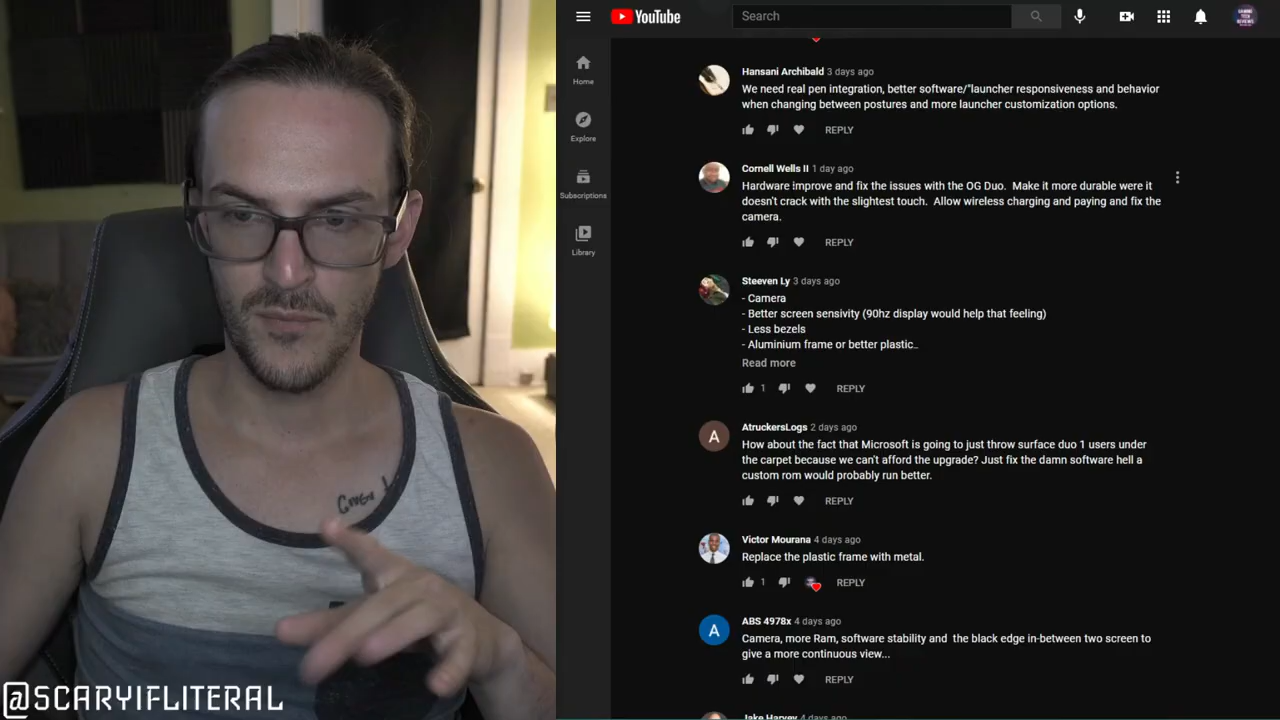 YouTube
Search
Home
Explore
Subscriptions
Library
Hansani Archibald 3 days ago
We need real pen integration, better software/"launcher responsiveness and behavior
when changing between postures and more launcher customization options.
REPLY
Cornell Wells II 1 day ago
Hardware improve and fix the issues with the OG Duo. Make it more durable were it
doesn't crack with the slightest touch. Allow wireless charging and paying and fix the
camera.
REPLY
Steeven Ly 3 days ago
- Camera
- Better screen sensivity (90hz display would help that feeling)
- Less bezels
- Aluminium frame or better plastic..
Read more
1 REPLY
A
AtruckersLogs 2 days ago
How about the fact that Microsoft is going to just throw surface duo 1 users under
the carpet because we can't afford the upgrade? Just fix the damn software hell a
custom rom would probably run better.
REPLY
Victor Mourana 4 days ago
Replace the plastic frame with metal.
1 REPLY
A
ABS 4978x 4 days ago
Camera, more Ram, software stability and the black edge in-between two screen to
give a more continuous view...
REPLY
Jake Harvey 4 days ago
@SCARYIFLITERAL